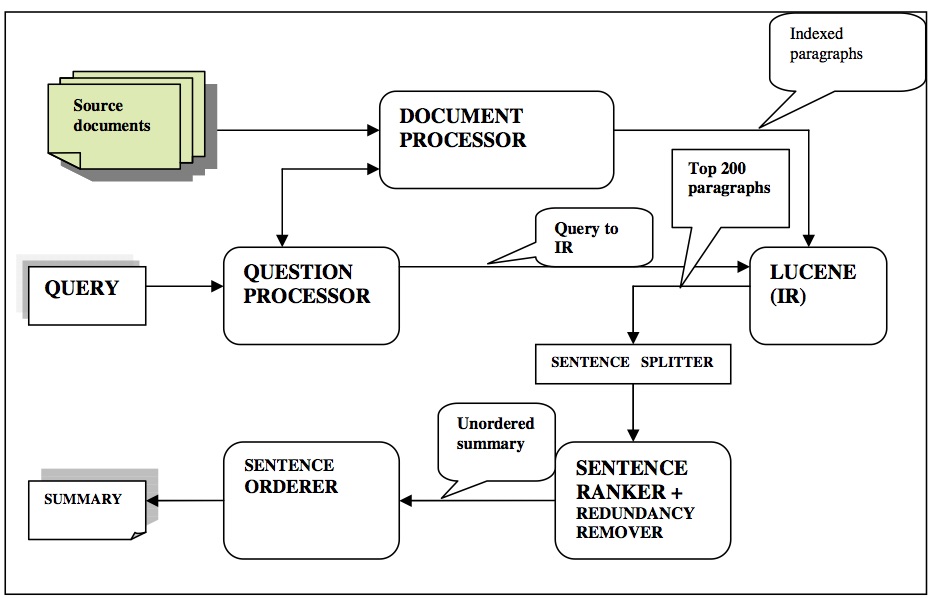 Indexed
paragraphs
Source
documents
DOCUMENT
PROCESSOR
Top 200
paragraphs
Query to
IR
QUERY
QUESTION
PROCESSOR
LUCENE
(IR)
SENTENCE SPLITTER
Unordered
summary
SUMMARY
SENTENCE
ORDERER
SENTENCE
RANKER +
REDUNDANCY
REMOVER